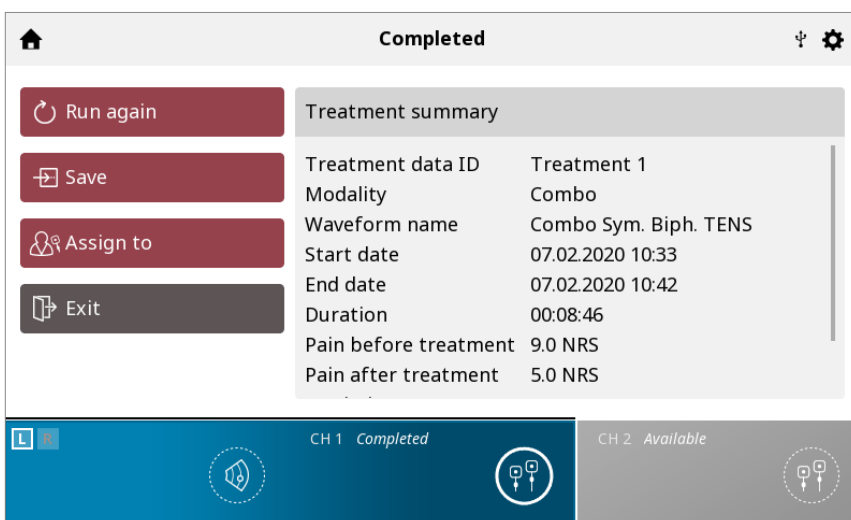 Completed
Run again
Save
Assign to
Exit
Treatment summary
Treatment data ID Treatment 1
Modality Combo
Waveform name Combo Sym. Biph. TENS
Start date 07.02.2020 10:33
End date 07.02.2020 10:42
Duration 00:08:46
Pain before treatment 9.0 NRS
Pain after treatment 5.0 NRS
L R
CH 1 Completed
CH 2 Available